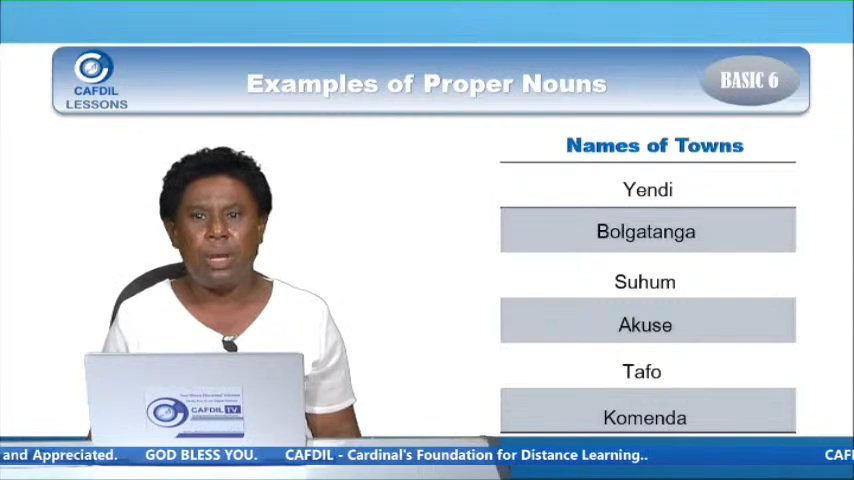 CAFDIL
LESSONS
Examples of Proper Nouns
BASIC 6
Names of Towns
Yendi
Bolgatanga
Suhum
Akuse
Tafo
Komenda
CAFDIL TV
and Appreciated. GOD BLESS YOU. CAFDIL - Cardinal's Foundation for Distance Learning.. CAF